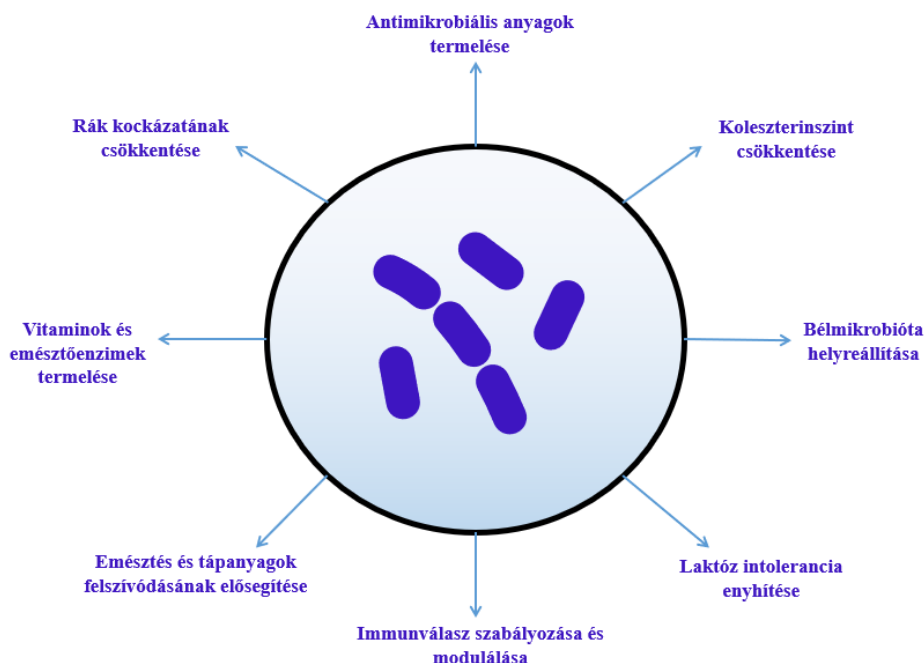 Antimikrobiális anyagok
termelése
Rák kockázatának
csökkentése
Koleszterinszint
csökkentése
Vitaminok és
emésztőenzimek
termelése
Bélmikrobióta
helyreállítása
Emésztés és tápanyagok
felszívódásának elősegítése
Laktóz intolerancia
enyhítése
Immunválasz szabályozása és
modulálása